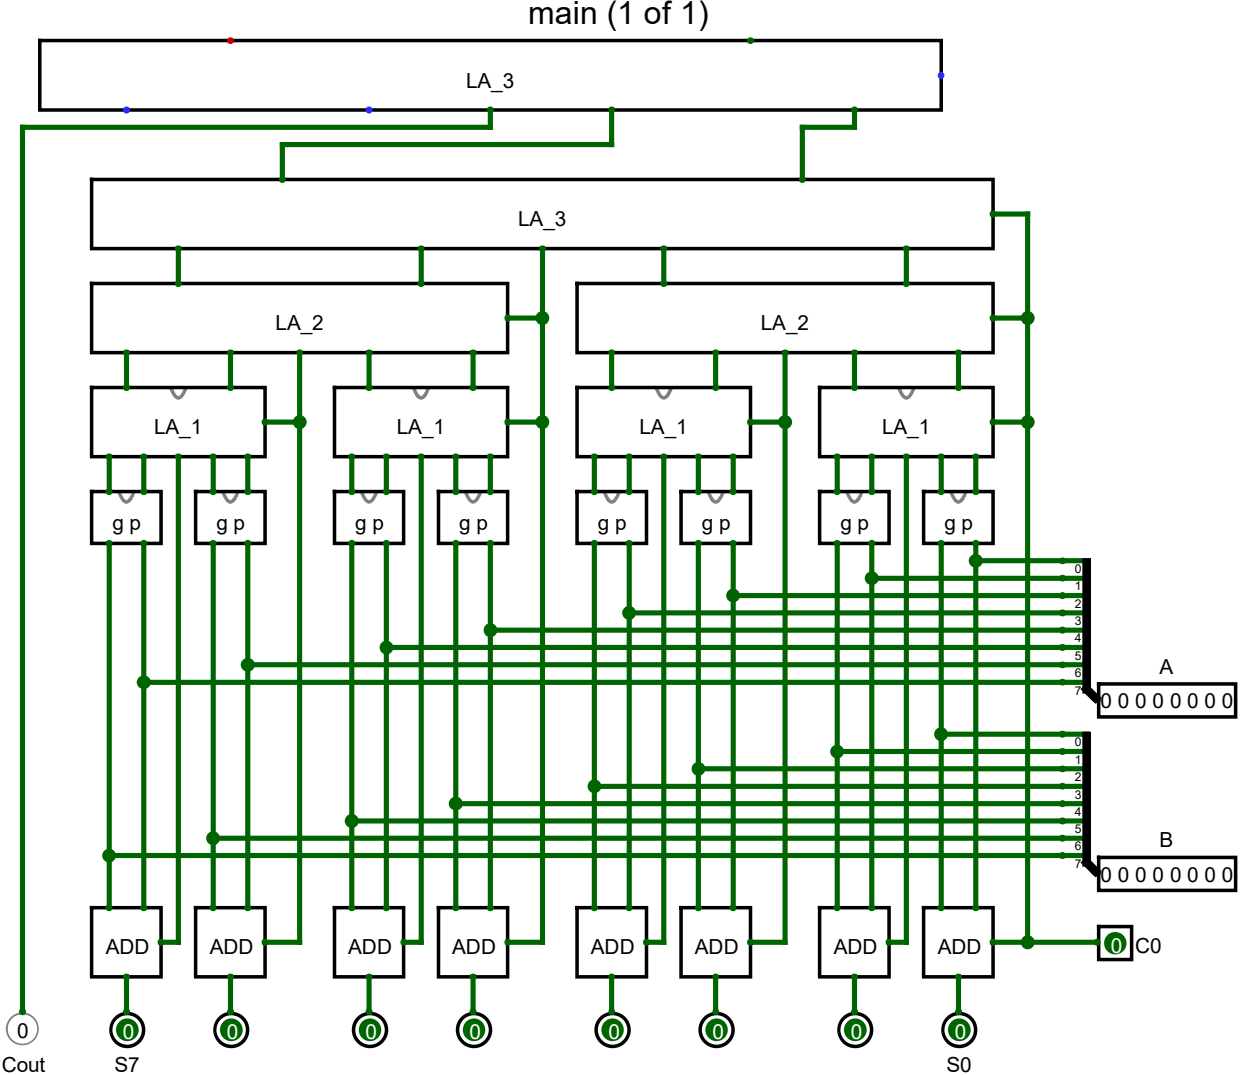 main (1 of 1)
LA_3
LA_3
LA_2 LA_2
LA_1 LA_1 LA_1 LA_1
g p g p g p g p g p g p g p g p
0
1
2
3
4
5
6
7
A
0 0 0 0 0 0 0 0
0
1
2
3
4
5
6
7
B
0 0 0 0 0 0 0 0
ADD ADD ADD ADD ADD ADD ADD ADD 0 C0
0 0 0 0 0 0 0 0 0
Cout S7 S0